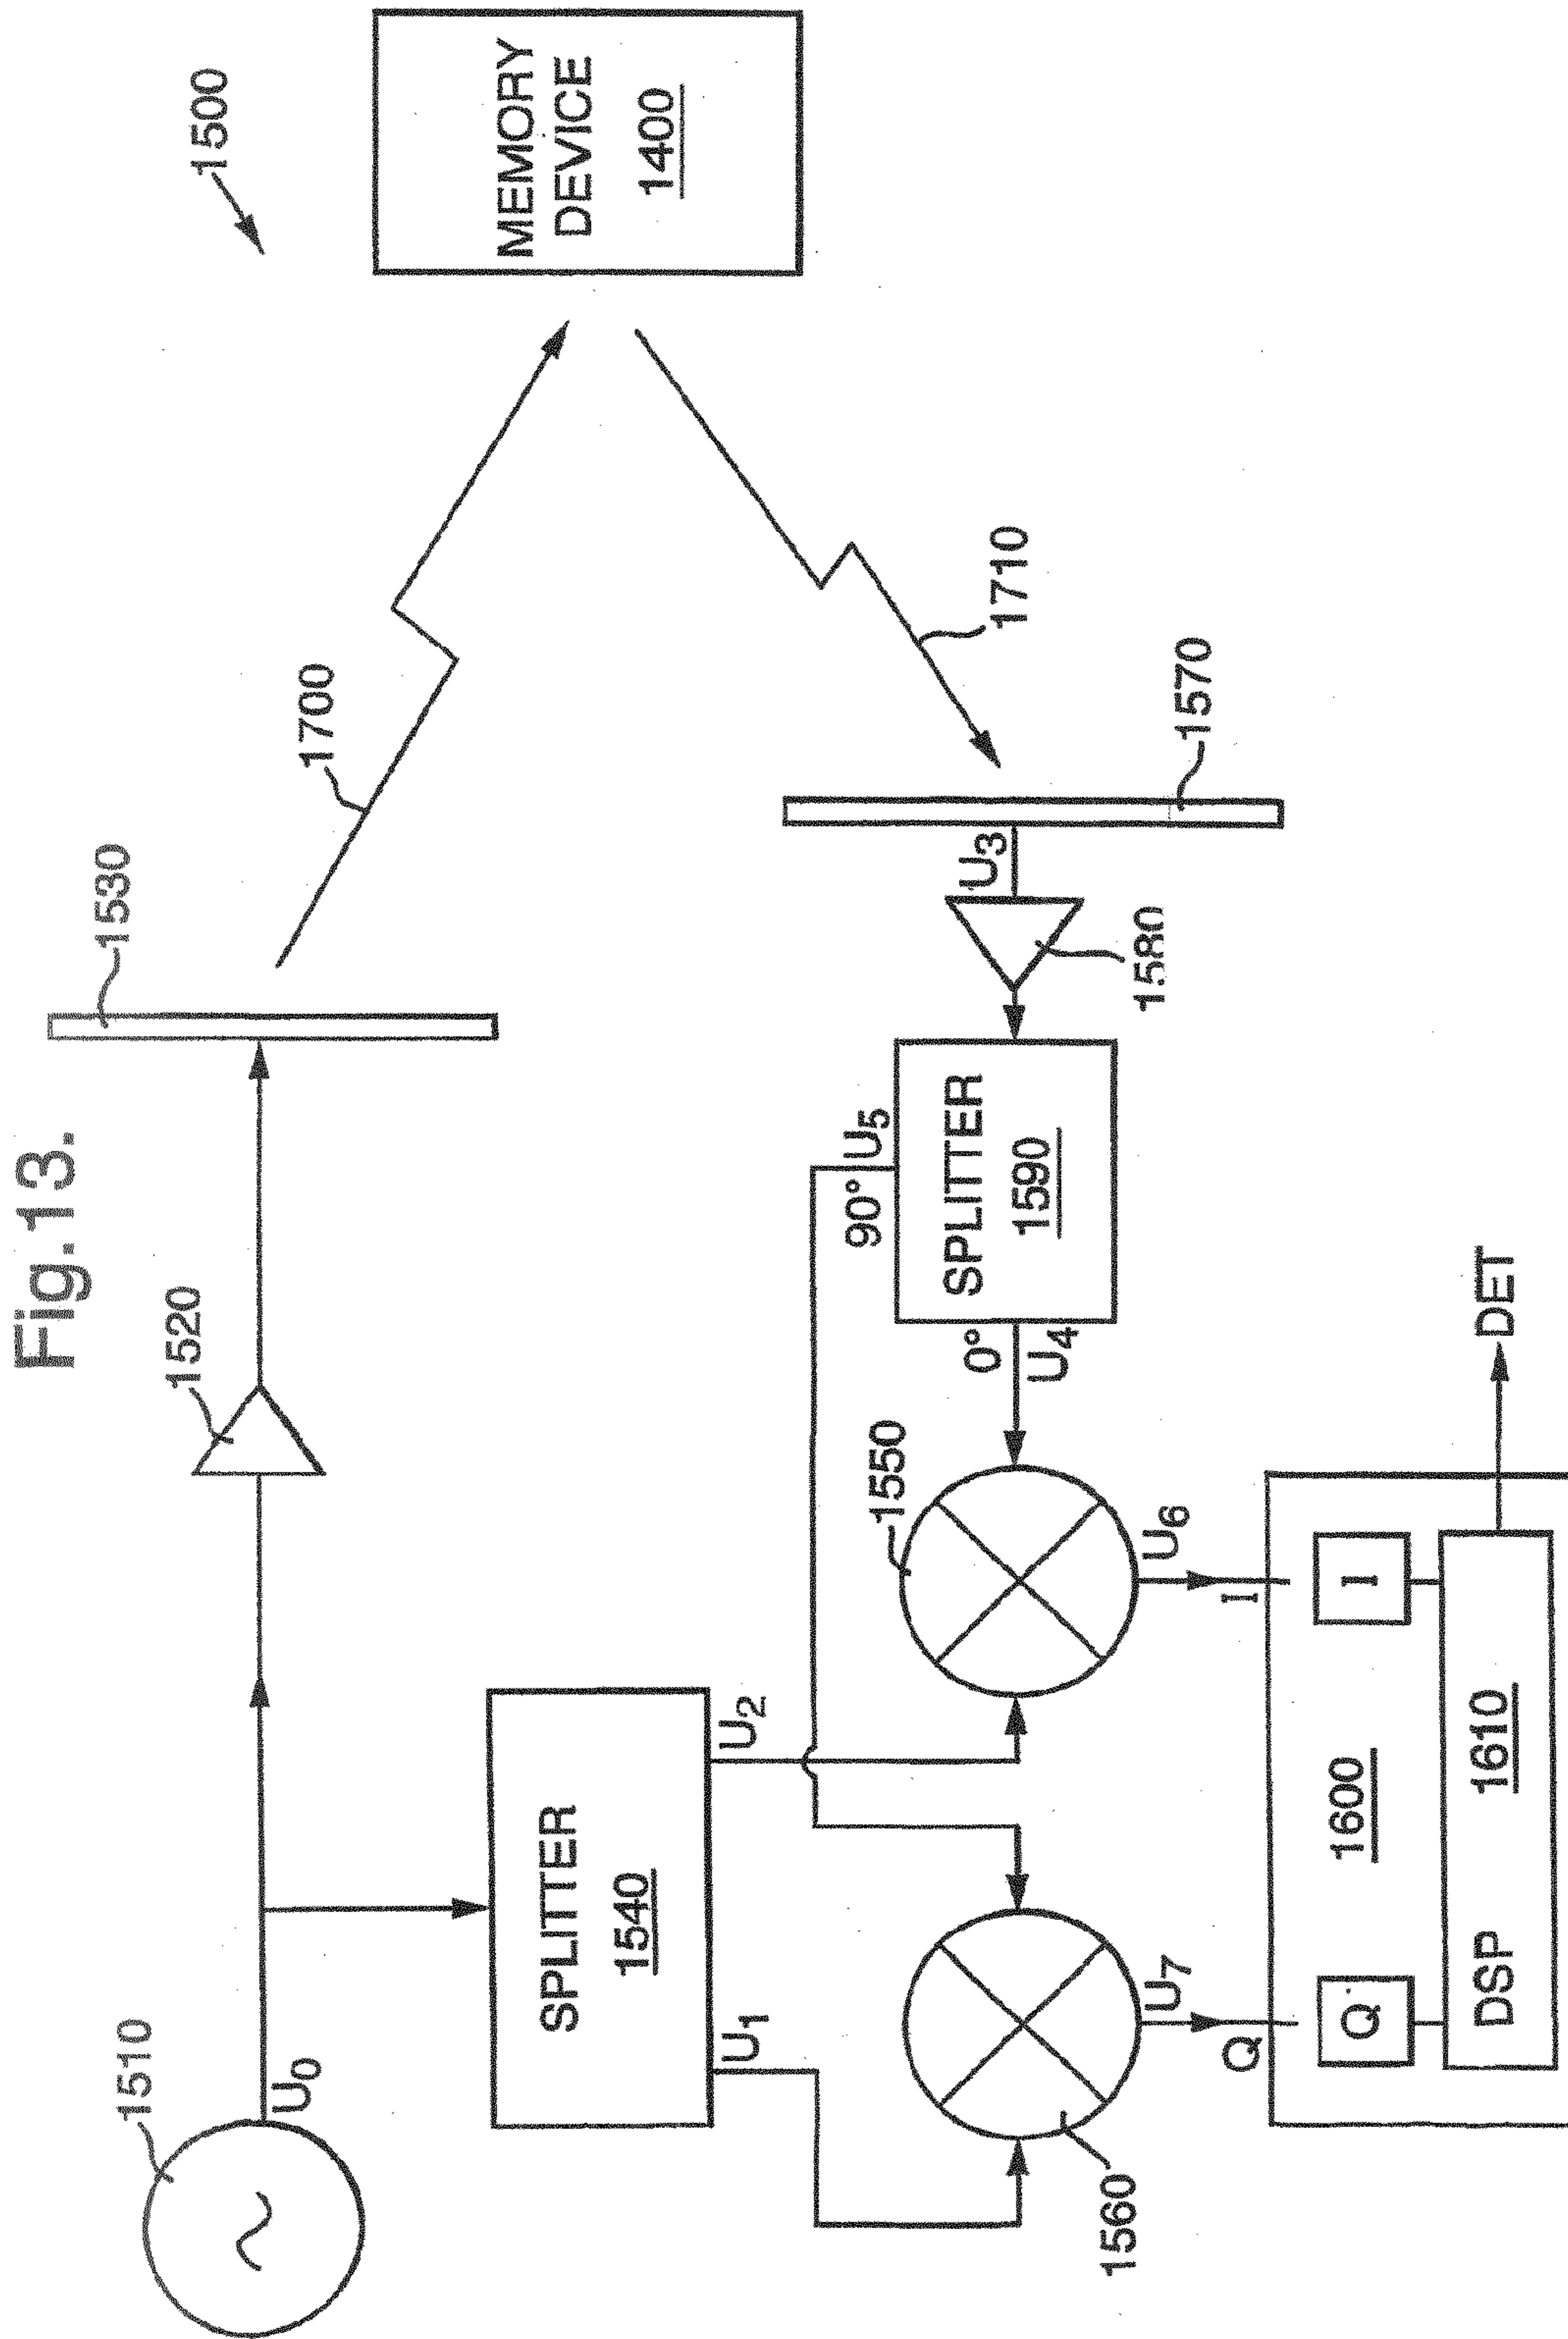 Fig.13.
1500
1510
U0
1520
1530
1700
MEMORY
DEVICE
1400
SPLITTER
1540
U1
U2
1710
1570
U3
1580
SPLITTER
1590
90°
U5
0°
U4
1550
1560
U7
U6
Q
I
Q
I
1600
DSP
1610
DET